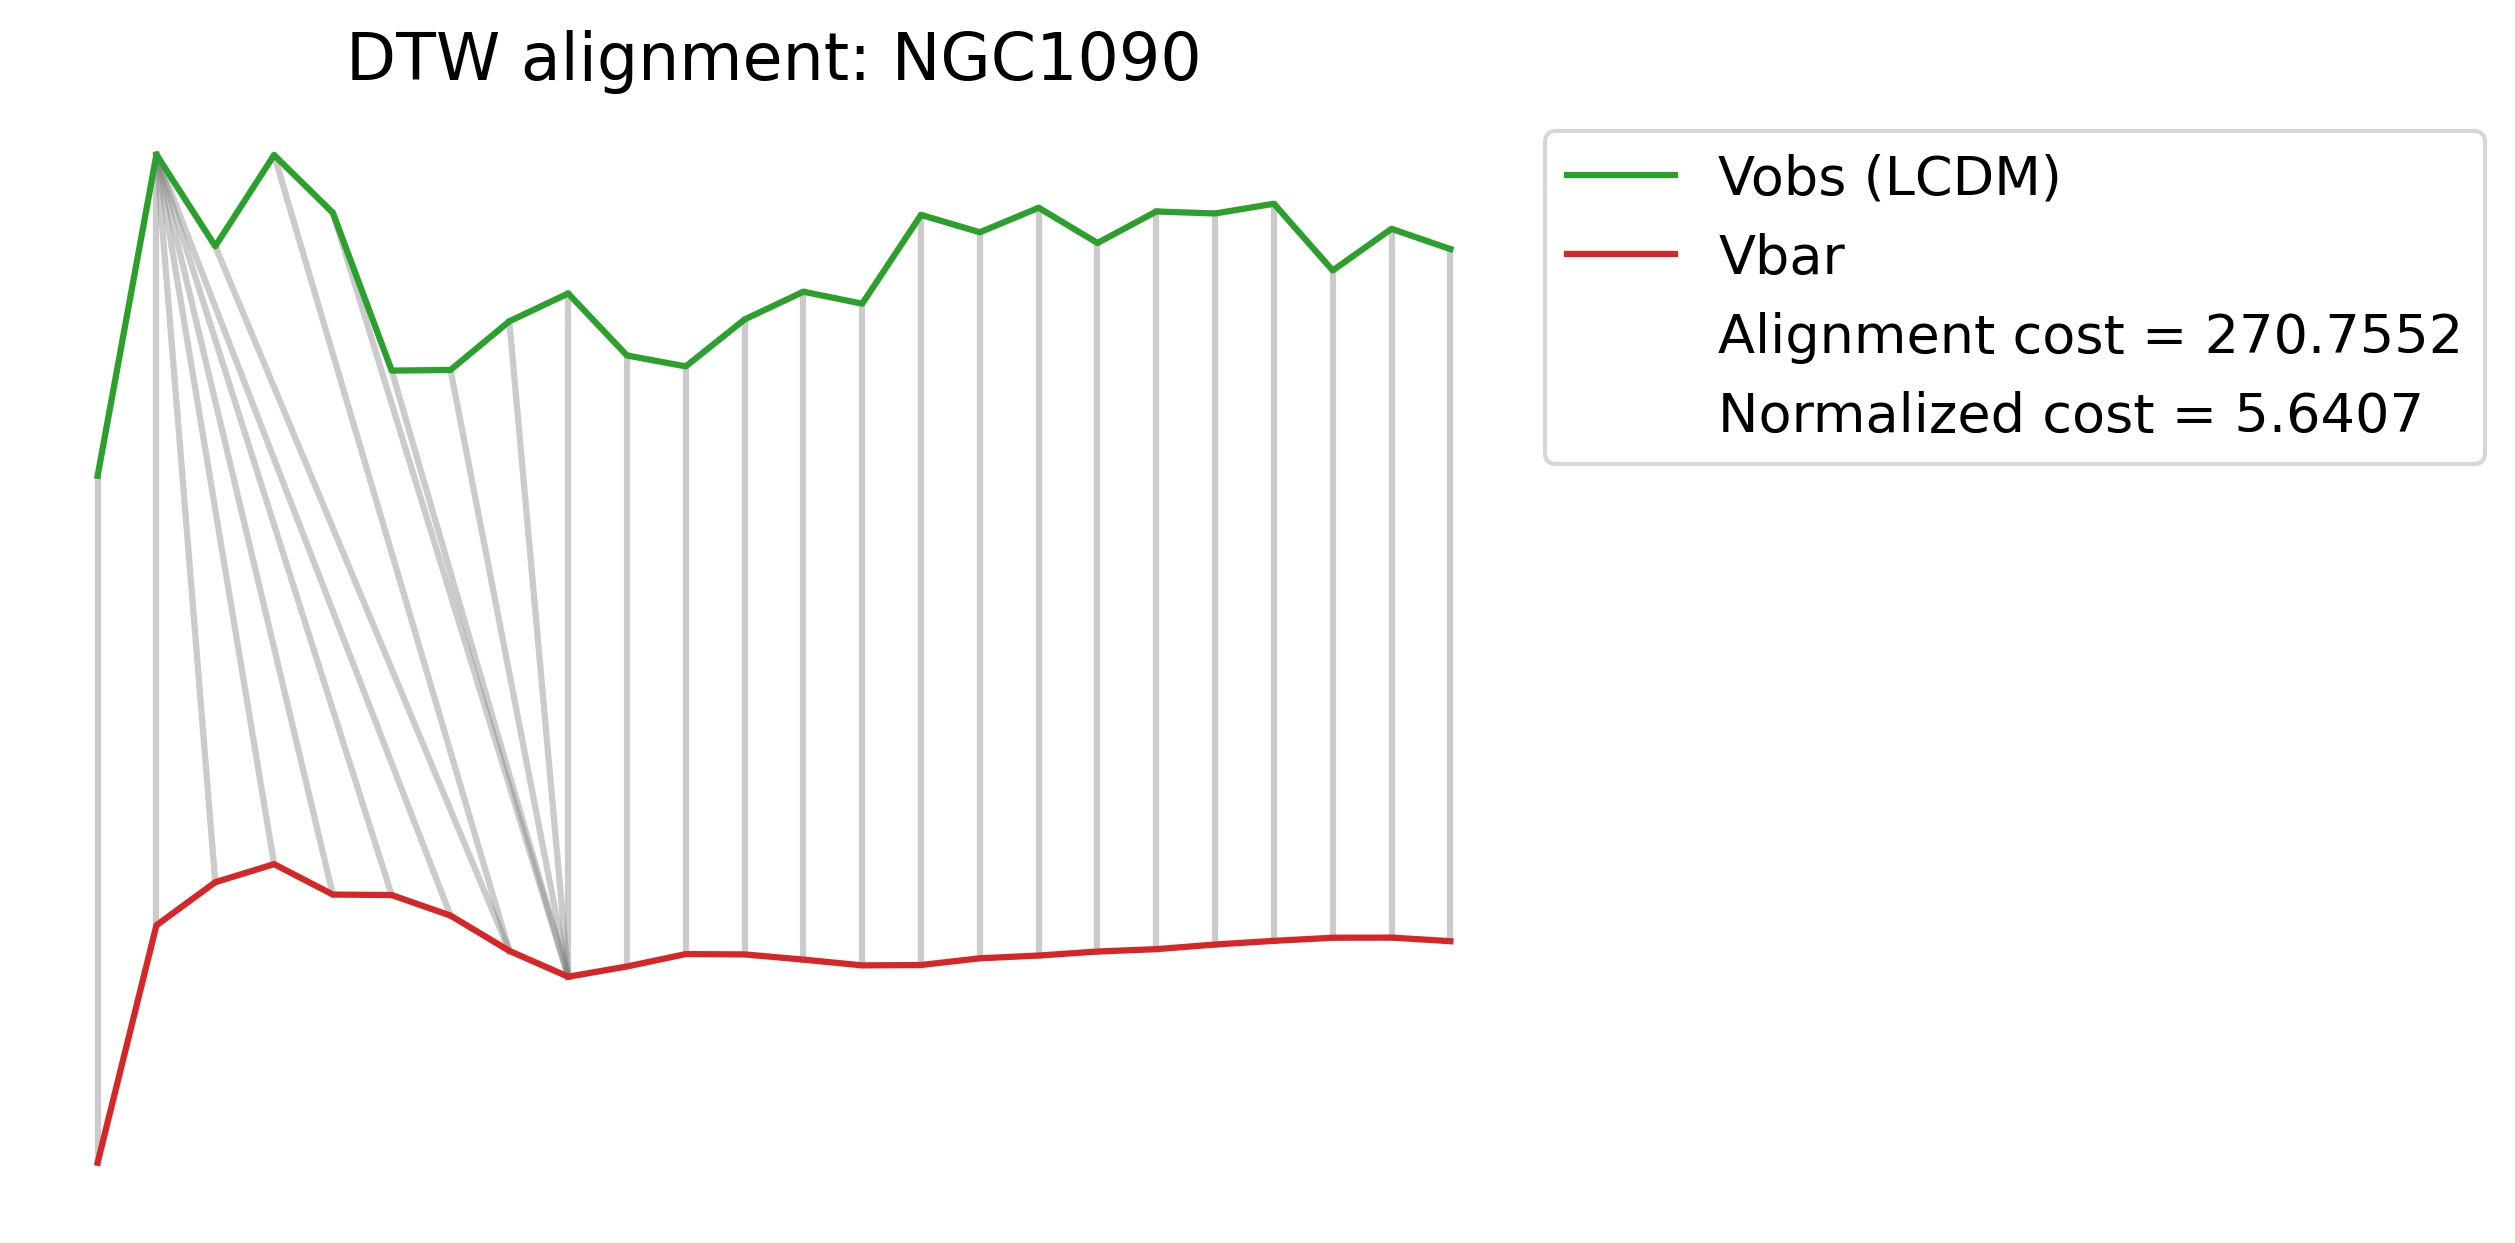 DTW alignment: NGC1090
Vobs (LCDM)
Vbar
Alignment cost = 270.7552
Normalized cost = 5.6407